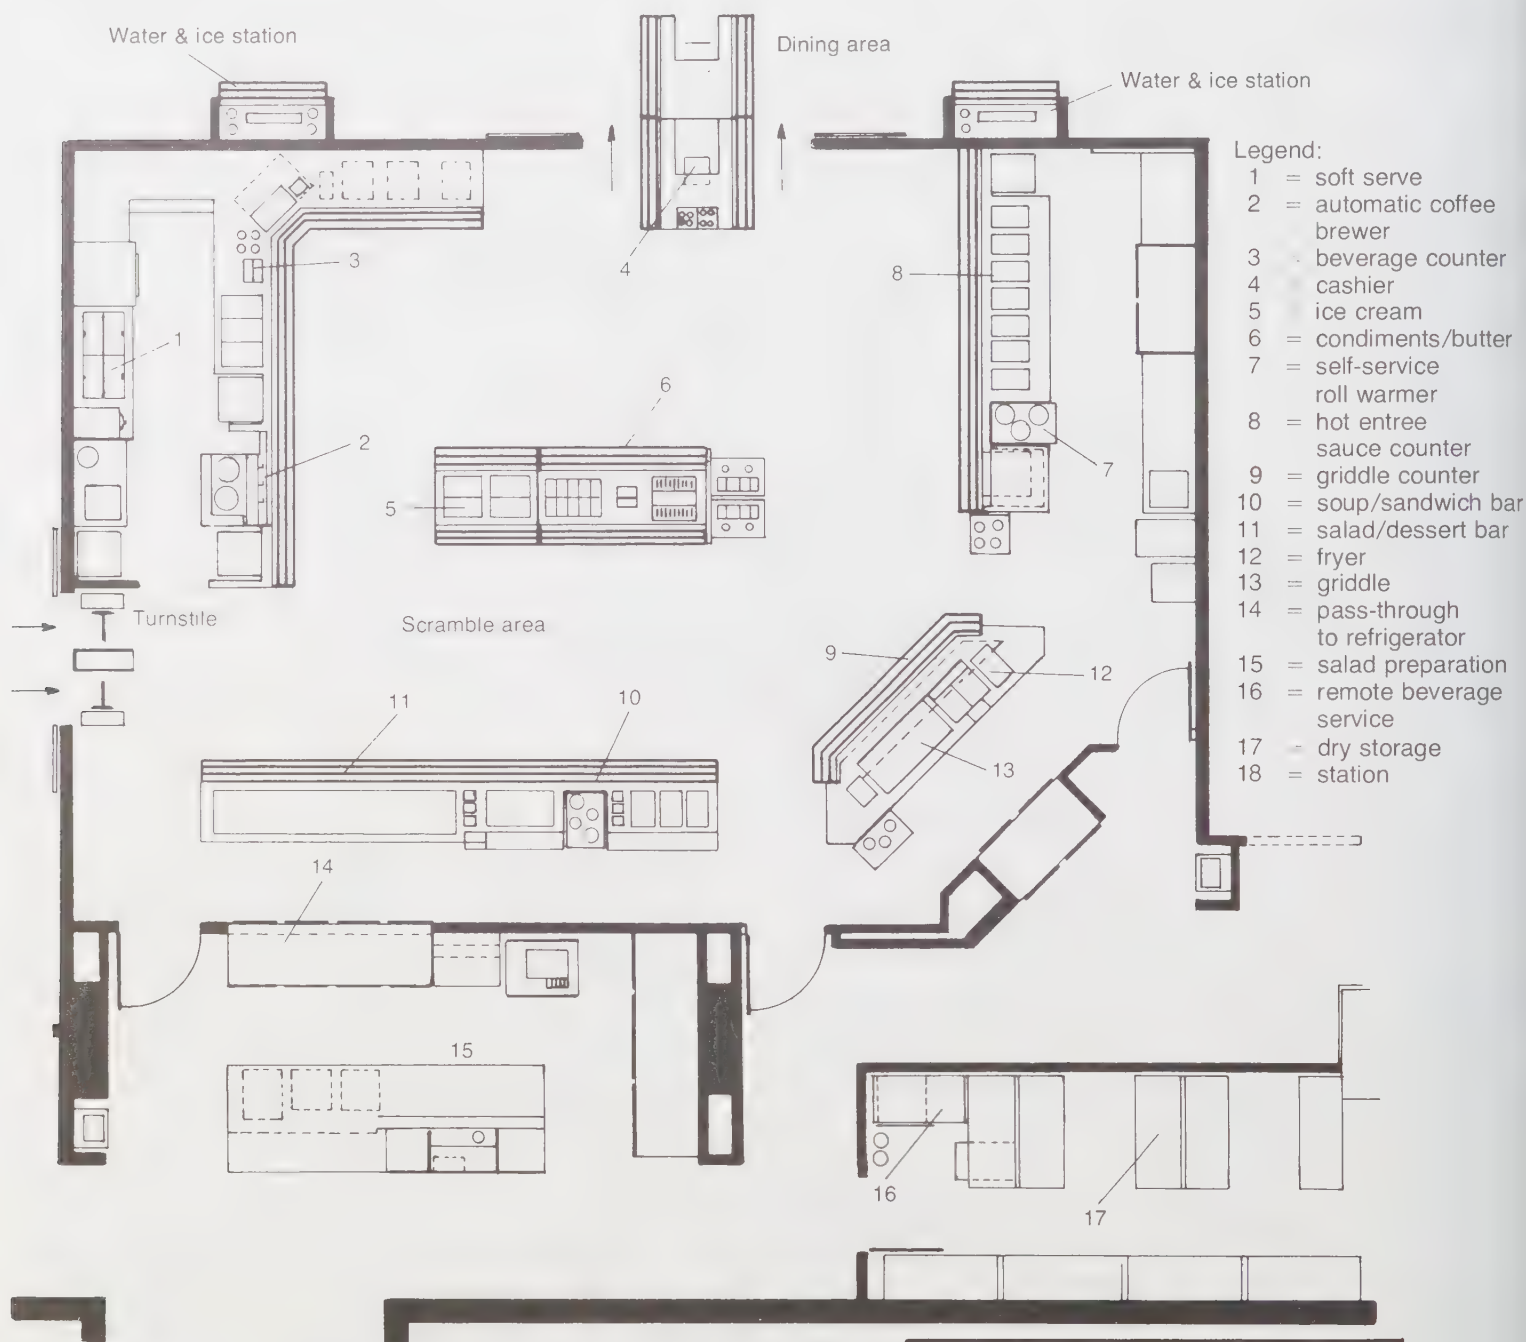 Water & ice station
Dining area
Water & ice station
Legend:
1 = soft serve
2 = automatic coffee
brewer
3 - beverage counter
4 cashier
5 ice cream
6 = condiments/butter
7 = self-service
roll warmer
8 = hot entree
sauce counter
9 = griddle counter
10 = soup/sandwich bar
11 = salad/dessert bar
12 = fryer
13 = griddle
14 = pass-through
to refrigerator
15 = salad preparation
16 = remote beverage
service
17 - dry storage
18 = station
3
4
8
1
6
2
7
5
Turnstile
Scramble area
9
12
11
10
13
14
15
16
17